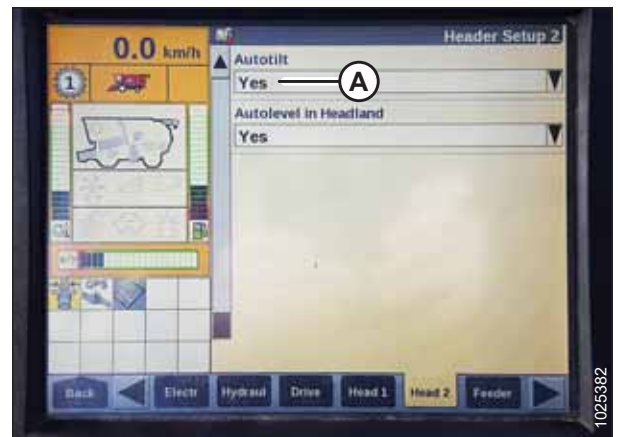 0.0 km/h
Header Setup 2
1
Autotilt
Yes
A
Autolevel in Headland
Yes
GPS
Back
Electr
Hydraul
Drive
Head 1
Head 2
Feeder
1025382